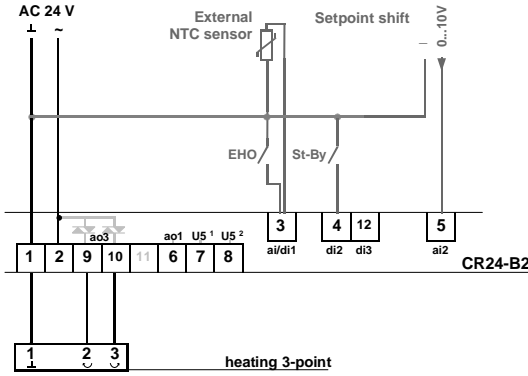 AC 24 V
⊥ ~
External
NTC sensor
Setpoint shift
–
0...10V
EHO
St-By
3
4
12
5
ai/di1
di2
di3
ai2
ao3
ao1
U5 1
U5 2
1
2
9
10
11
6
7
8
CR24-B2
1
2
3
heating 3-point